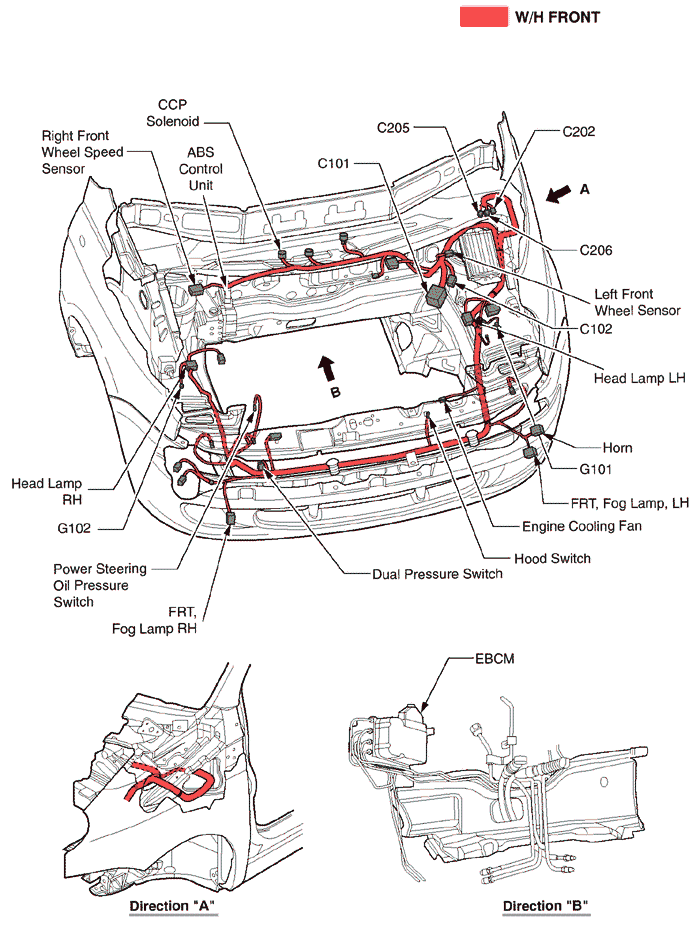 W/H FRONT
CCP
Solenoid
C205
C202
Right Front
Wheel Speed
Sensor
ABS
Control
Unit
C101
A
C206
Left Front
Wheel Sensor
C102
B
Head Lamp LH
Horn
Head Lamp
RH
G101
FRT, Fog Lamp, LH
G102
Engine Cooling Fan
Hood Switch
Power Steering
Oil Pressure
Switch
Dual Pressure Switch
FRT,
Fog Lamp RH
EBCM
Direction "A"
Direction "B"